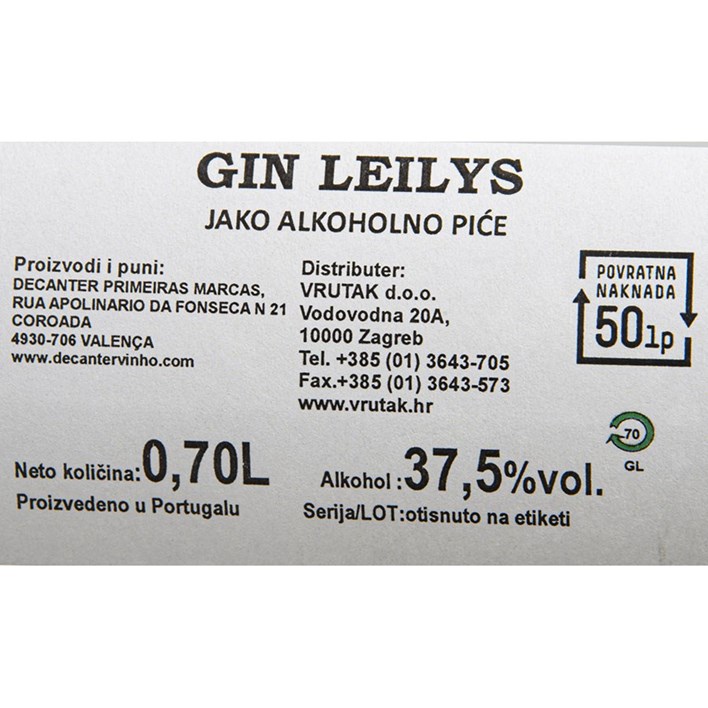 GIN LEILYS
JAKO ALKOHOLNO PIĆE
Proizvodi i puni:
DECANTER PRIMEIRAS MARCAS,
RUA APOLINARIO DA FONSECA N 21
COROADA
4930-706 VALENÇA
www.decantervinho.com
Distributer:
VRUTAK d.o.o.
Vodovodna 20A,
10000 Zagreb
Tel. +385 (01) 3643-705
Fax.+385 (01) 3643-573
www.vrutak.hr
POVRATNA
NAKNADA
50lp
70
GL
Neto količina:0,70L
Proizvedeno u Portugalu
Alkohol :37,5%vol.
Serija/LOT:otisnuto na etiketi